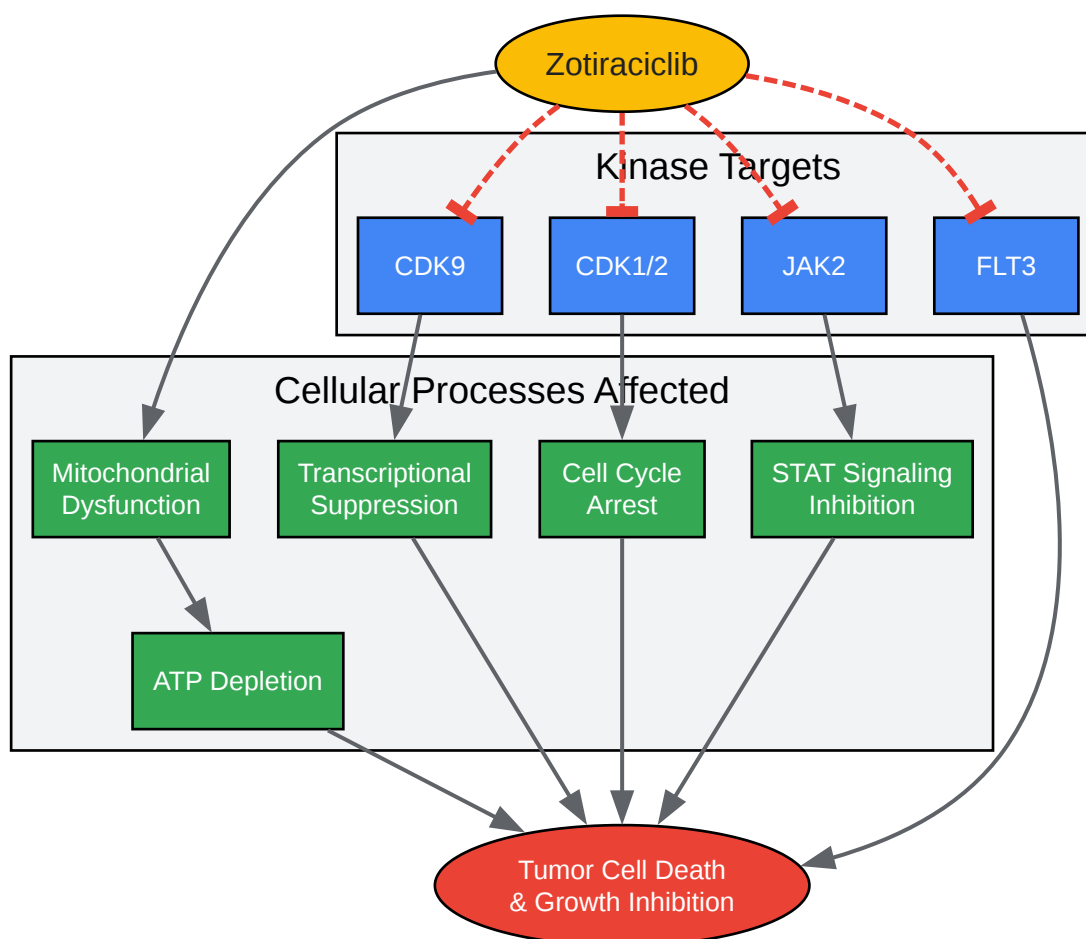 Zotiraciclib
Kinase Targets
CDK9
CDK1/2
JAK2
FLT3
Cellular Processes Affected
Mitochondrial
Dysfunction
Transcriptional
Suppression
Cell Cycle
Arrest
STAT Signaling
Inhibition
ATP Depletion
Tumor Cell Death
& Growth Inhibition